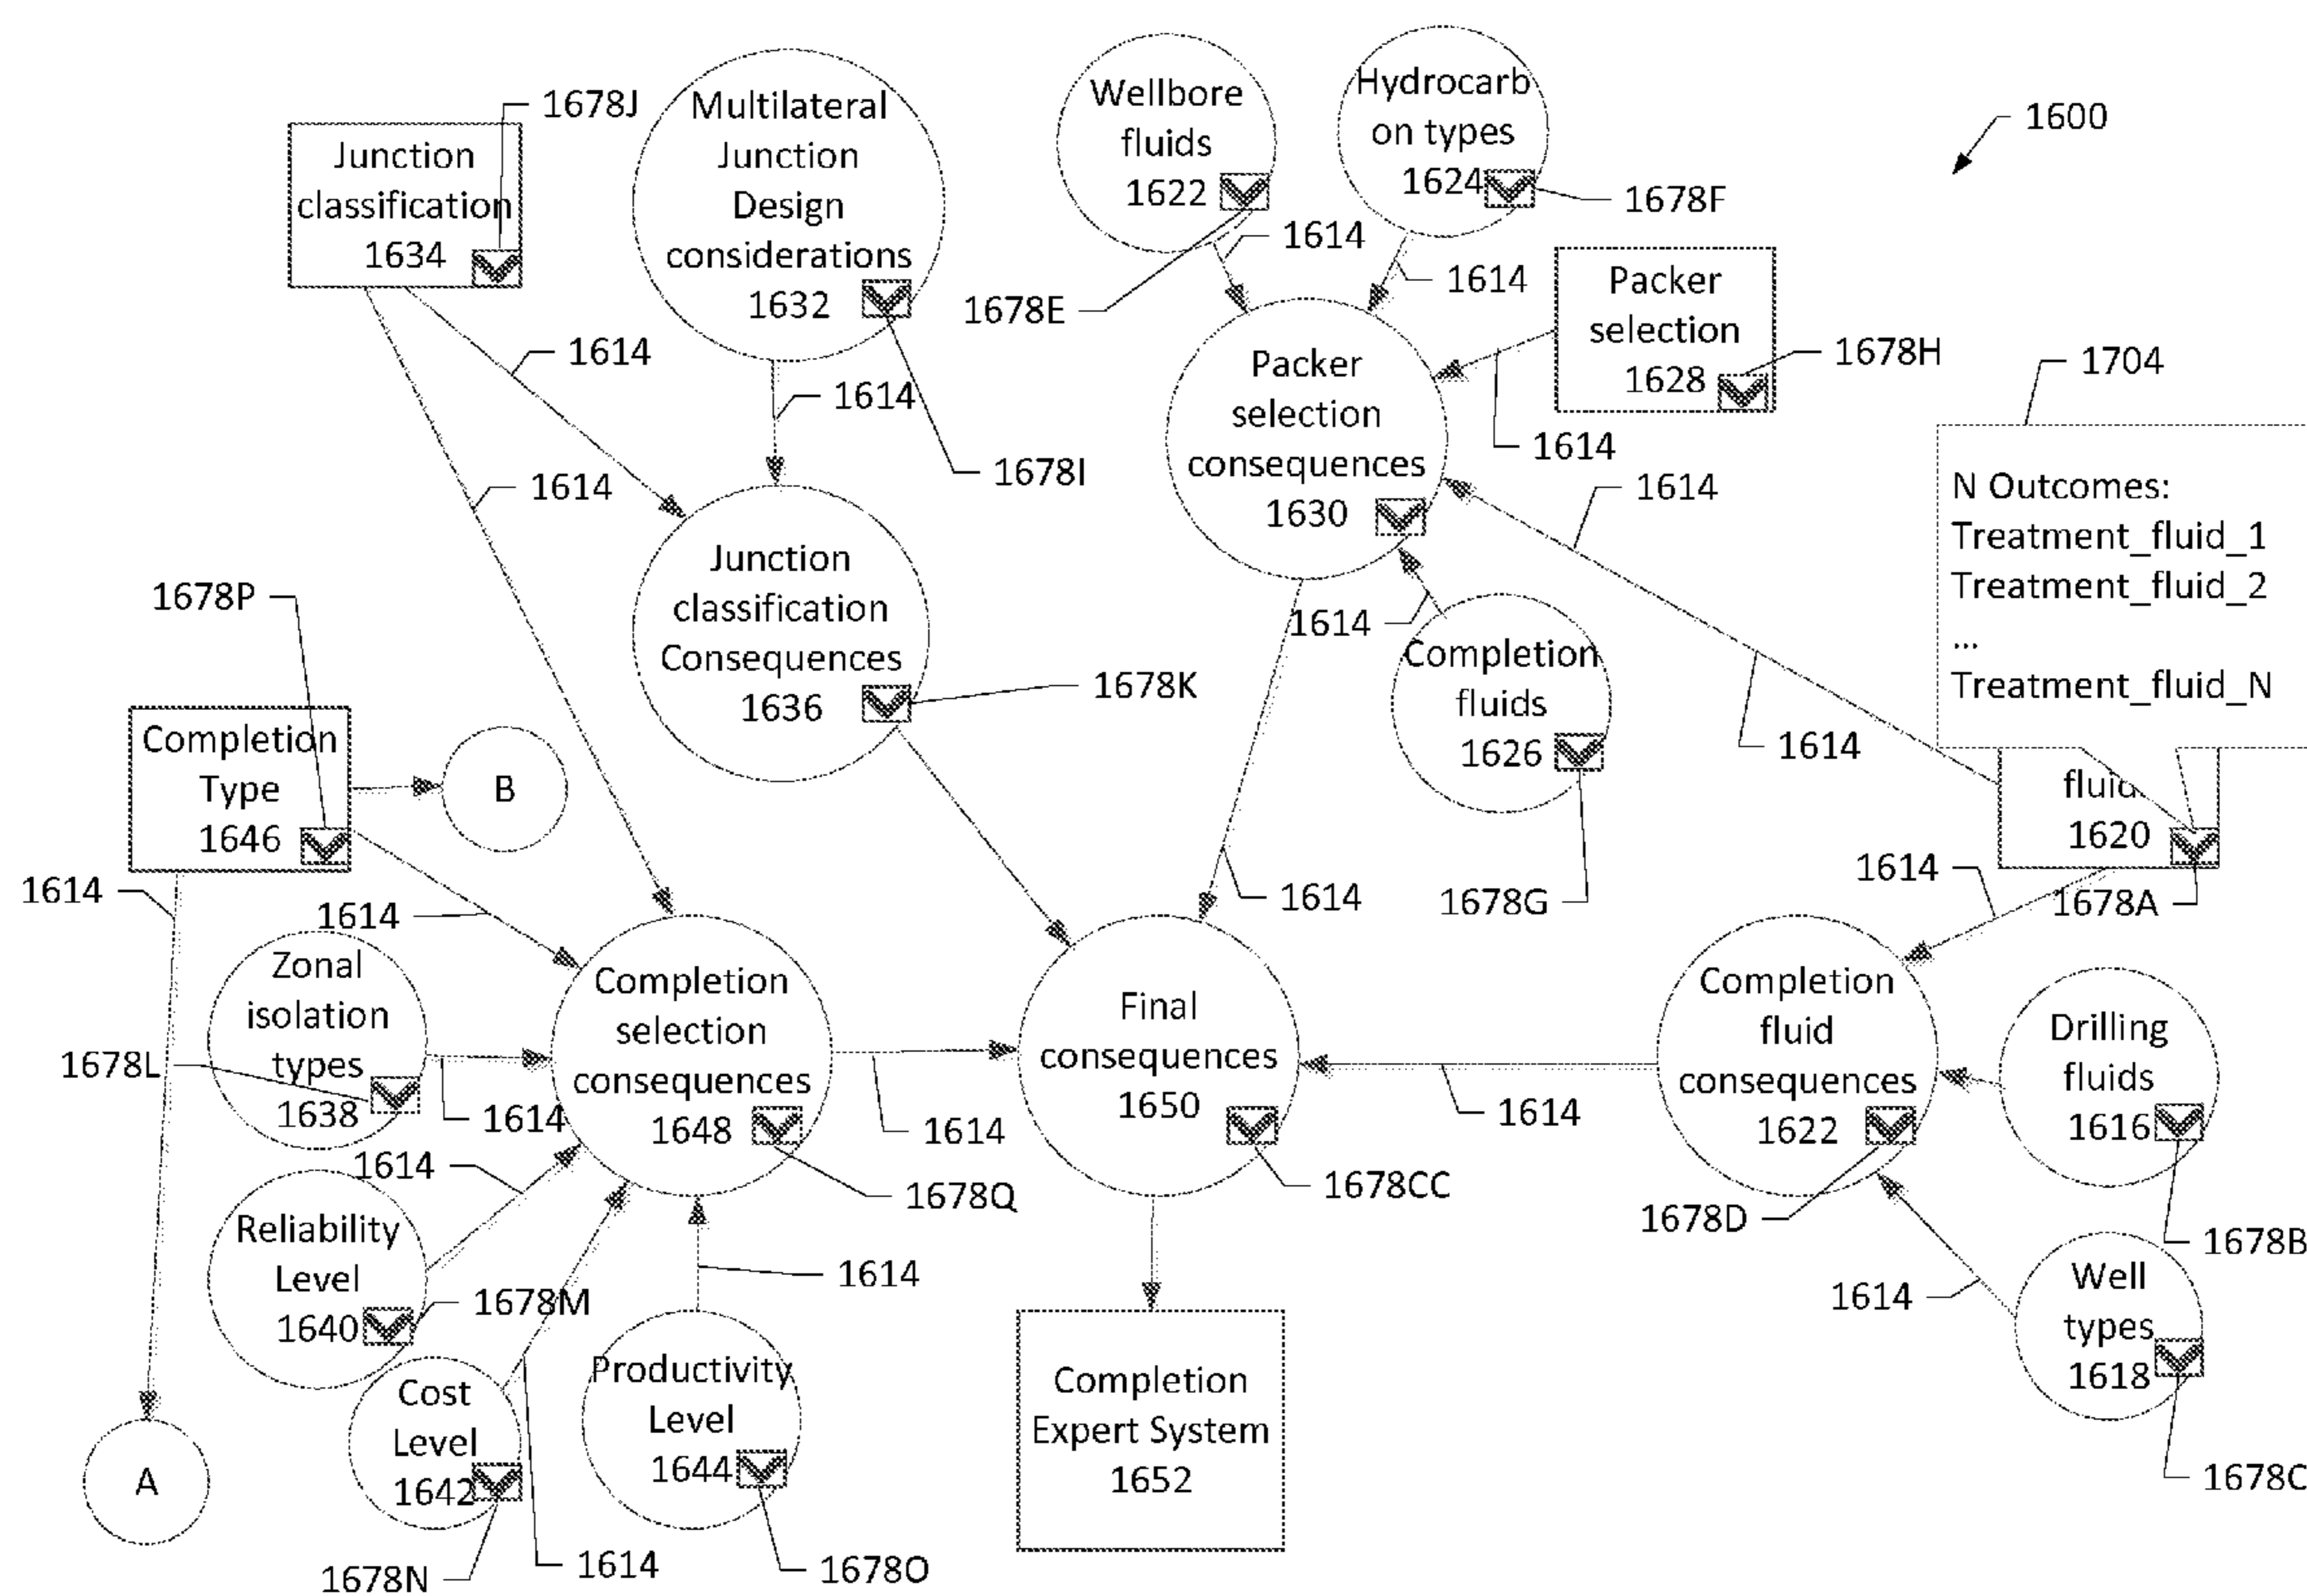 1600
1678J
Junction
classification
1634
Multilateral
Junction
Design
considerations
1632
Wellbore
fluids
1622
Hydrocarb
on types
1624
1678F
1614
1614
1678E
Packer
selection
1628
1678H
1704
1614
1614
1678I
1614
Packer
selection
consequences
1630
1614
1614
N Outcomes:
Treatment_fluid_1
Treatment_fluid_2
...
Treatment_fluid_N
1678P
Junction
classification
Consequences
1636
1678K
1614
Completion
fluids
1626
1614
Completion
Type
1646
B
fluid
1620
1614
1614
1614
1678G
1614
1678A
Zonal
isolation
types
1638
1678L
1614
Completion
selection
consequences
1648
1614
1678Q
Final
consequences
1650
1678CC
1614
Completion
fluid
consequences
1622
1678D
Drilling
fluids
1616
1678B
1614
Reliability
Level
1640
1678M
1614
1614
Well
types
1618
1678C
A
Cost
Level
1642
1678N
1614
Productivity
Level
1644
1678O
Completion
Expert System
1652